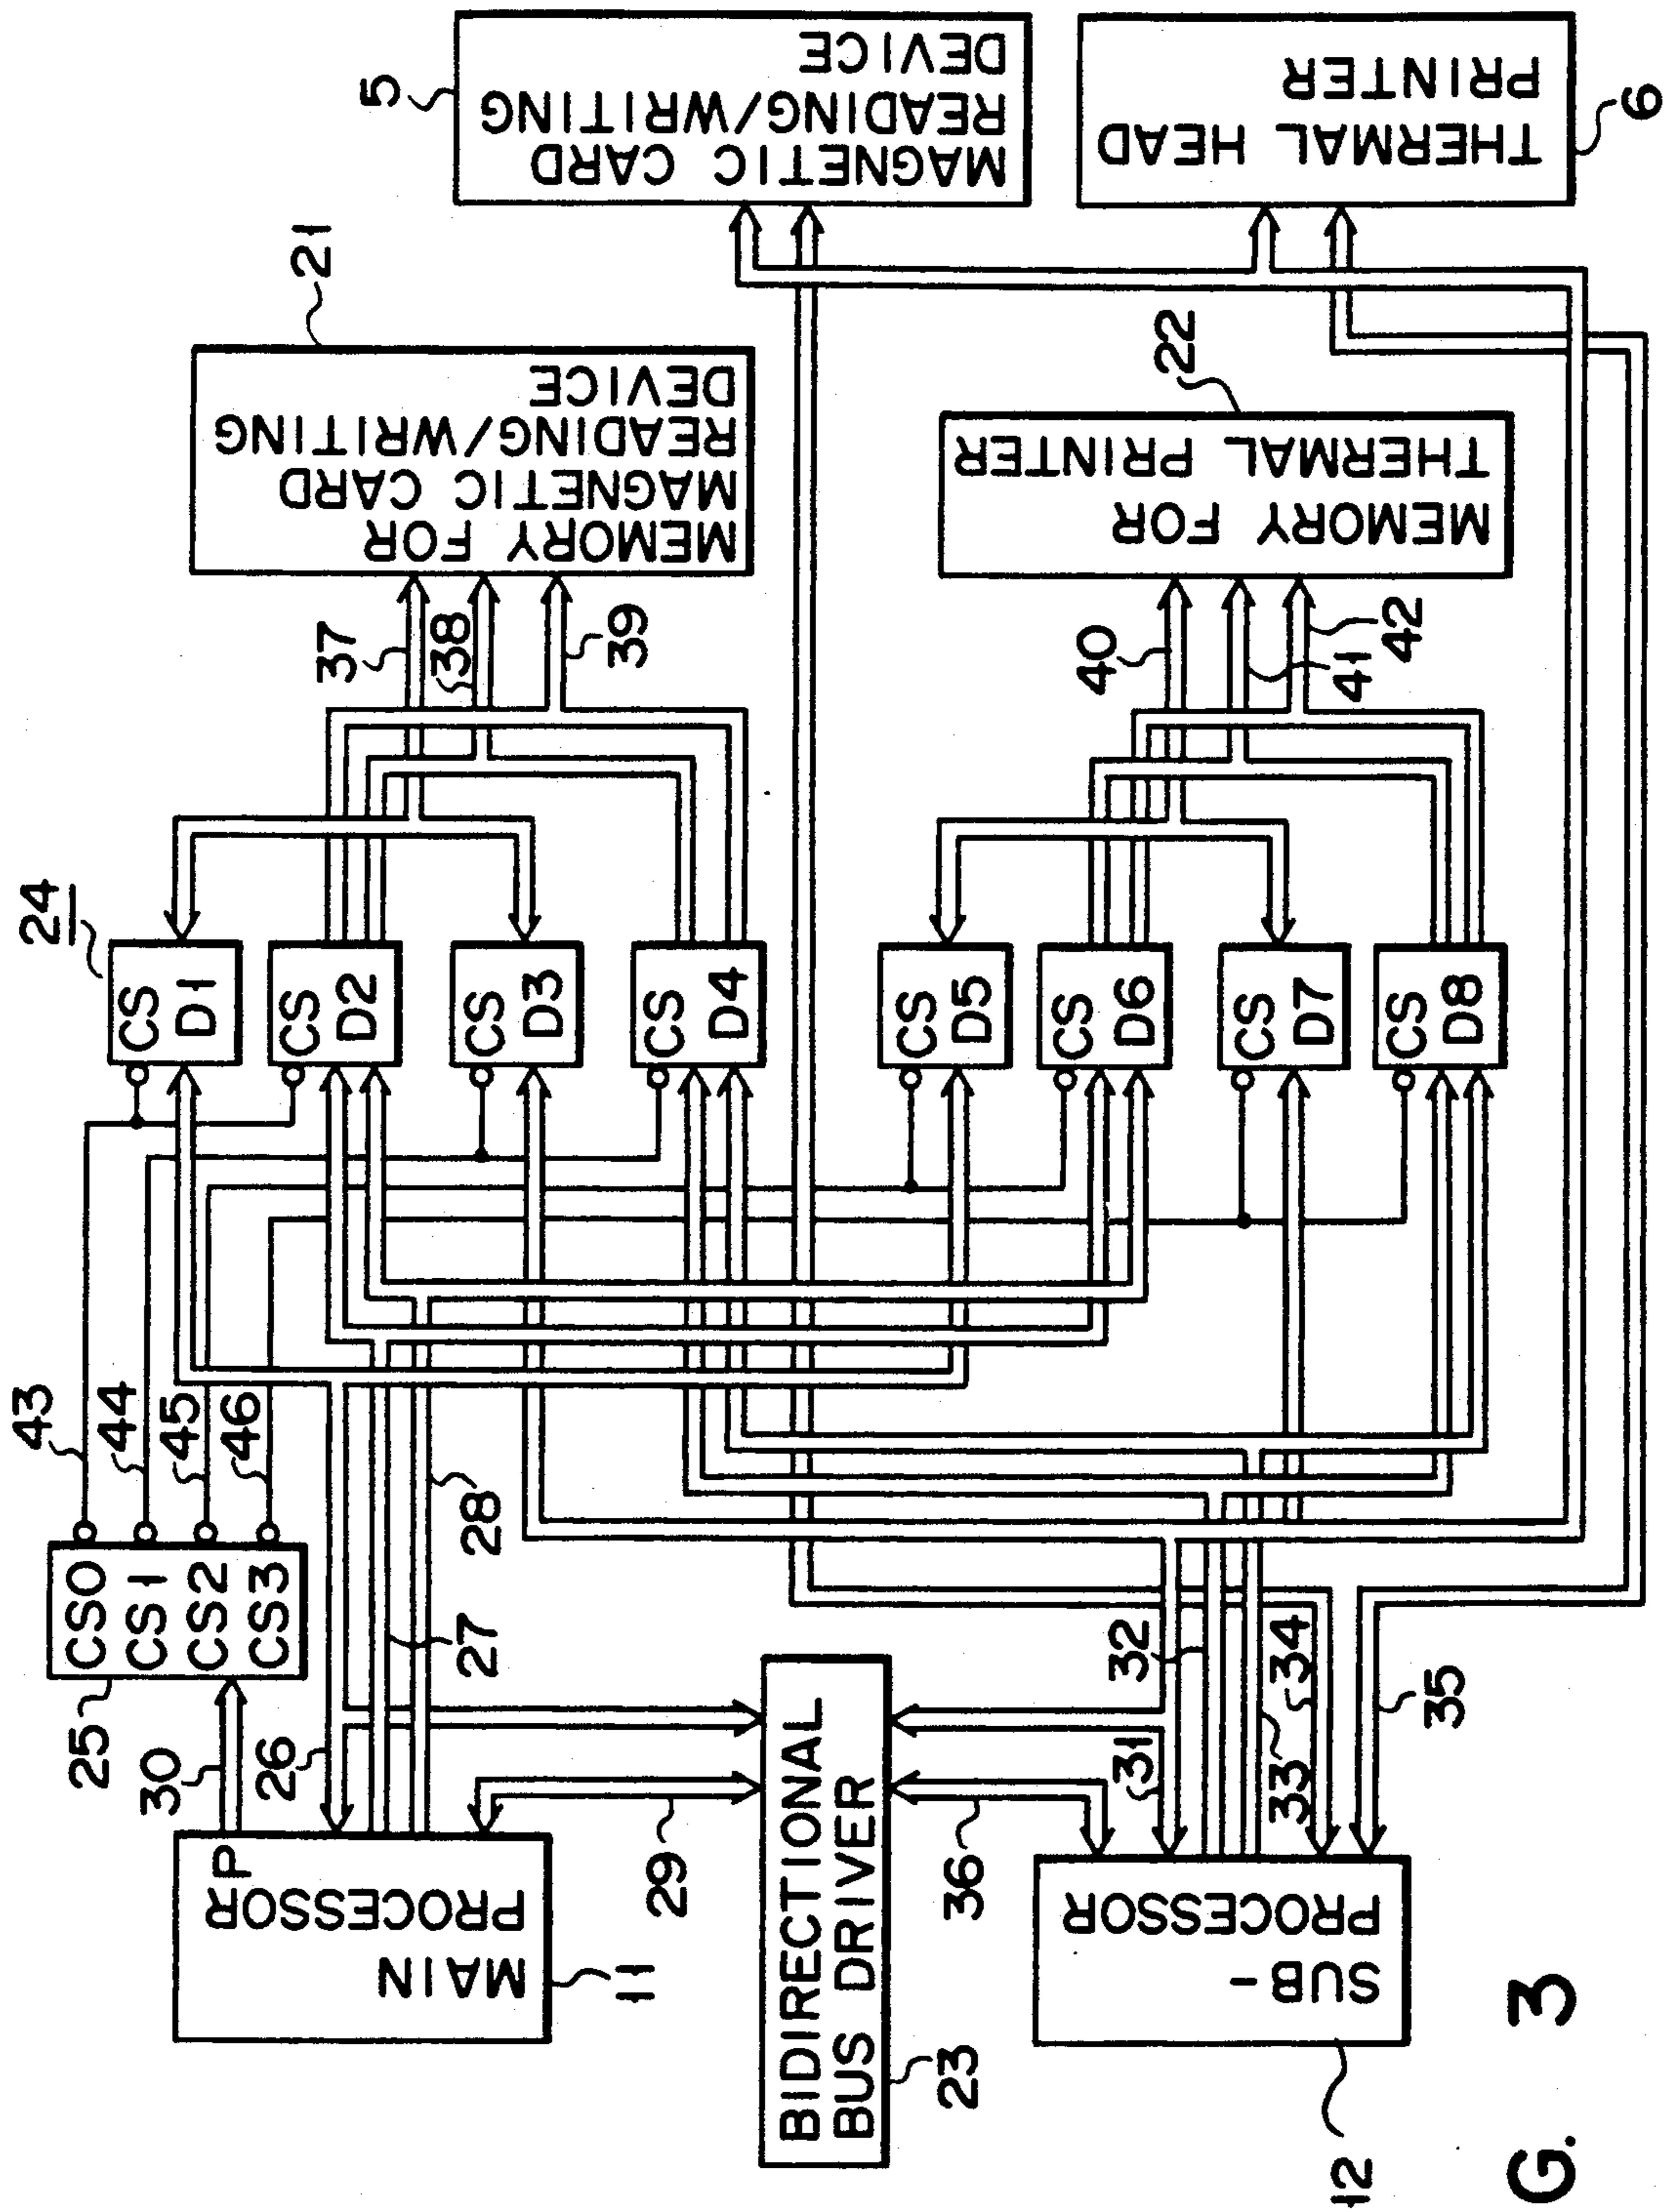 G. 3
MAIN
PROCESSOR
P
11
30
25
CS0
CS1
CS2
CS3
43
44
45
46
26
27
28
29
BIDIRECTIONAL
BUS DRIVER
23
36
SUB-
PROCESSOR
12
31
32
33
34
35
24
CS
D1
CS
D2
CS
D3
CS
D4
CS
D5
CS
D6
CS
D7
CS
D8
37
38
39
40
41
42
MEMORY FOR
MAGNETIC CARD
READING/WRITING
DEVICE
21
MEMORY FOR
THERMAL PRINTER
22
MAGNETIC CARD
READING/WRITING
DEVICE
5
THERMAL HEAD
PRINTER
6